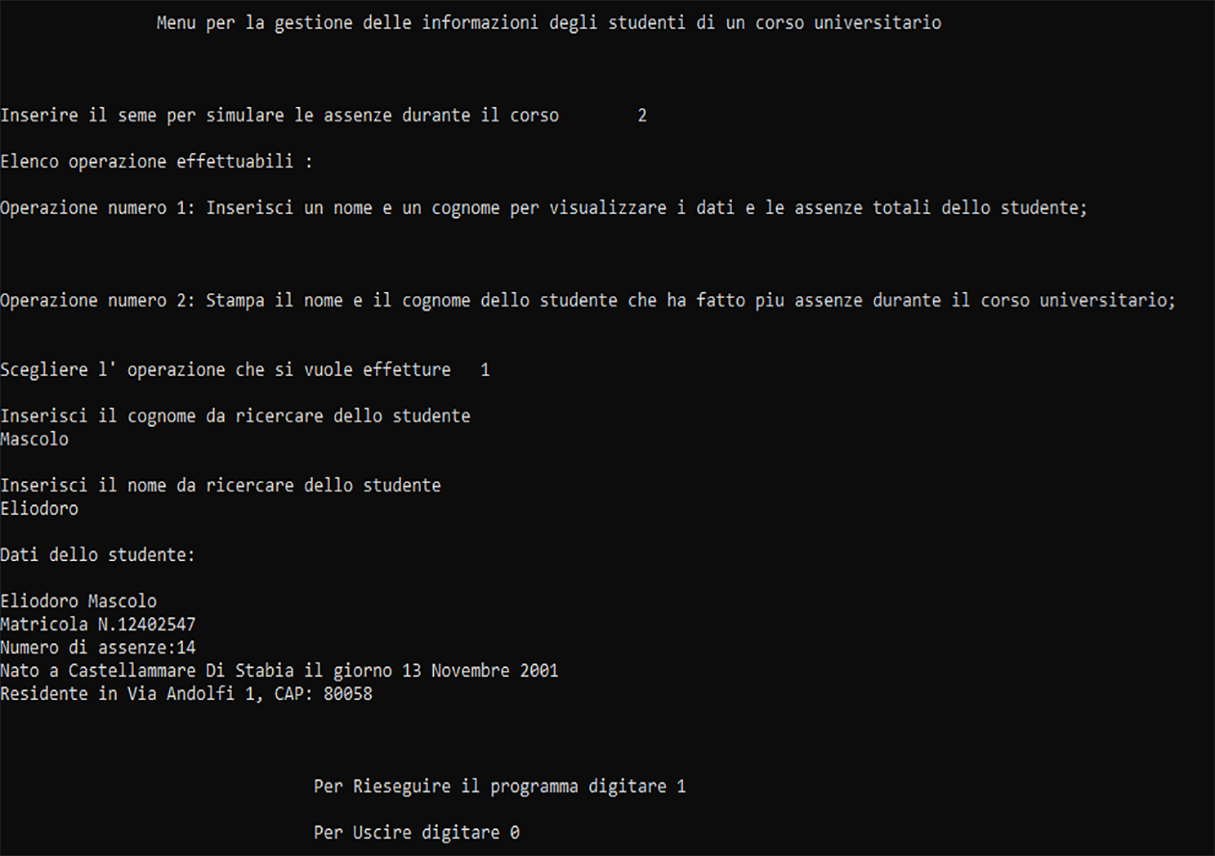 Menu per la gestione delle informazioni degli studenti di un corso universitario
Inserire il seme per simulare le assenze durante il corso 2
Elenco operazione effettuabili :
Operazione numero 1: Inserisci un nome e un cognome per visualizzare i dati e le assenze totali dello studente;
Operazione numero 2: Stampa il nome e il cognome dello studente che ha fatto piu assenze durante il corso universitario;
Scegliere l' operazione che si vuole effetture 1
Inserisci il cognome da ricercare dello studente
Mascolo
Inserisci il nome da ricercare dello studente
Eliodoro
Dati dello studente:
Eliodoro Mascolo
Matricola N.12402547
Numero di assenze:14
Nato a Castellammare Di Stabia il giorno 13 Novembre 2001
Residente in Via Andolfi 1, CAP: 80058
Per Rieseguire il programma digitare 1
Per Uscire digitare 0